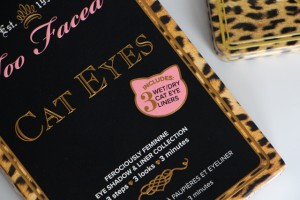 Est. 19
Too Faced
CAT EYES
INCLUDES:
3 WET/DRY
CAT EYE
LINERS
FEROCIOUSLY FEMININE
EYE SHADOW & LINER COLLECTION
3 steps • 3 looks • 3 minutes
À PAUPIÈRES ET EYELINER